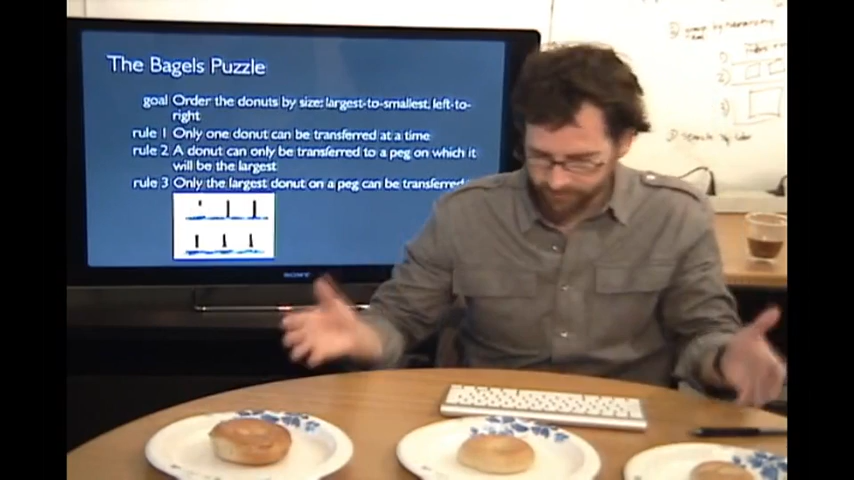 The Bagels Puzzle
goal Order the donuts by size; largest-to-smallest, left-to-
right
rule 1 Only one donut can be transferred at a time
rule 2 A donut can only be transferred to a peg on which it
will be the largest
rule 3 Only the largest donut on a peg can be transferred
SONY